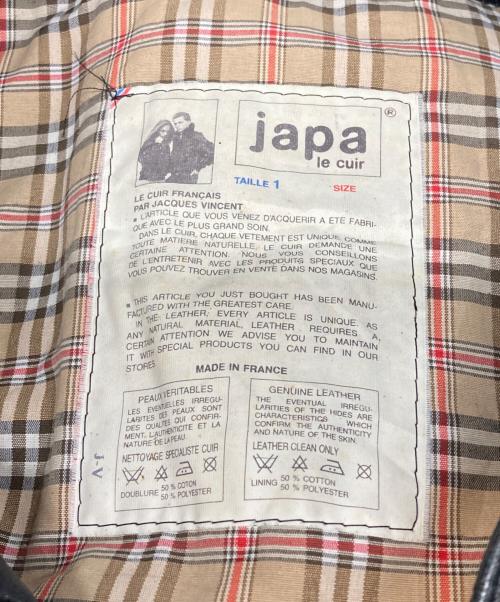 japa ®
le cuir
TAILLE 1 SIZE
LE CUIR FRANÇAIS
PAR JACQUES VINCENT
• L'ARTICLE QUE VOUS VENEZ D'ACQUERIR A ETE FABRI-
QUE AVEC LE PLUS GRAND SOIN.
DANS LE CUIR, CHAQUE VETEMENT EST UNIQUE, COMME
TOUTE MATIERE NATURELLE, LE CUIR DEMANDE UNE
CERTAINE ATTENTION. NOUS VOUS CONSEILLONS
DE L'ENTRETENIR AVEC LES PRODUITS SPECIAUX QUE
VOUS POUVEZ TROUVER EN VENTE DANS NOS MAGASINS.
• THIS ARTICLE YOU JUST BOUGHT HAS BEEN MANU-
FACTURED WITH THE GREATEST CARE.
IN THE LEATHER, EVERY ARTICLE IS UNIQUE. AS
ANY NATURAL MATERIAL, LEATHER REQUIRES A
CERTAIN ATTENTION WE ADVISE YOU TO MAINTAIN
IT WITH SPECIAL PRODUCTS YOU CAN FIND IN OUR
STORES
MADE IN FRANCE
PEAUX VERITABLES
LES EVENTUELLES IRREGU-
LARITES DES PEAUX SONT
DES QUALITES QUI CONFIR-
MENT L'AUTHENTICITE ET LA
NATURE DE LA PEAU.
NETTOYAGE SPECIALISTE CUIR
DOUBLURE 50 % COTON
50 % POLYESTER
GENUINE LEATHER
THE EVENTUAL IRREGU-
LARITIES OF THE HIDES ARE
CHARACTERISTICS WHICH
CONFIRM THE AUTHENTICITY
AND NATURE OF THE SKIN.
LEATHER CLEAN ONLY
LINING 50 % COTTON
50 % POLYESTER
J-V